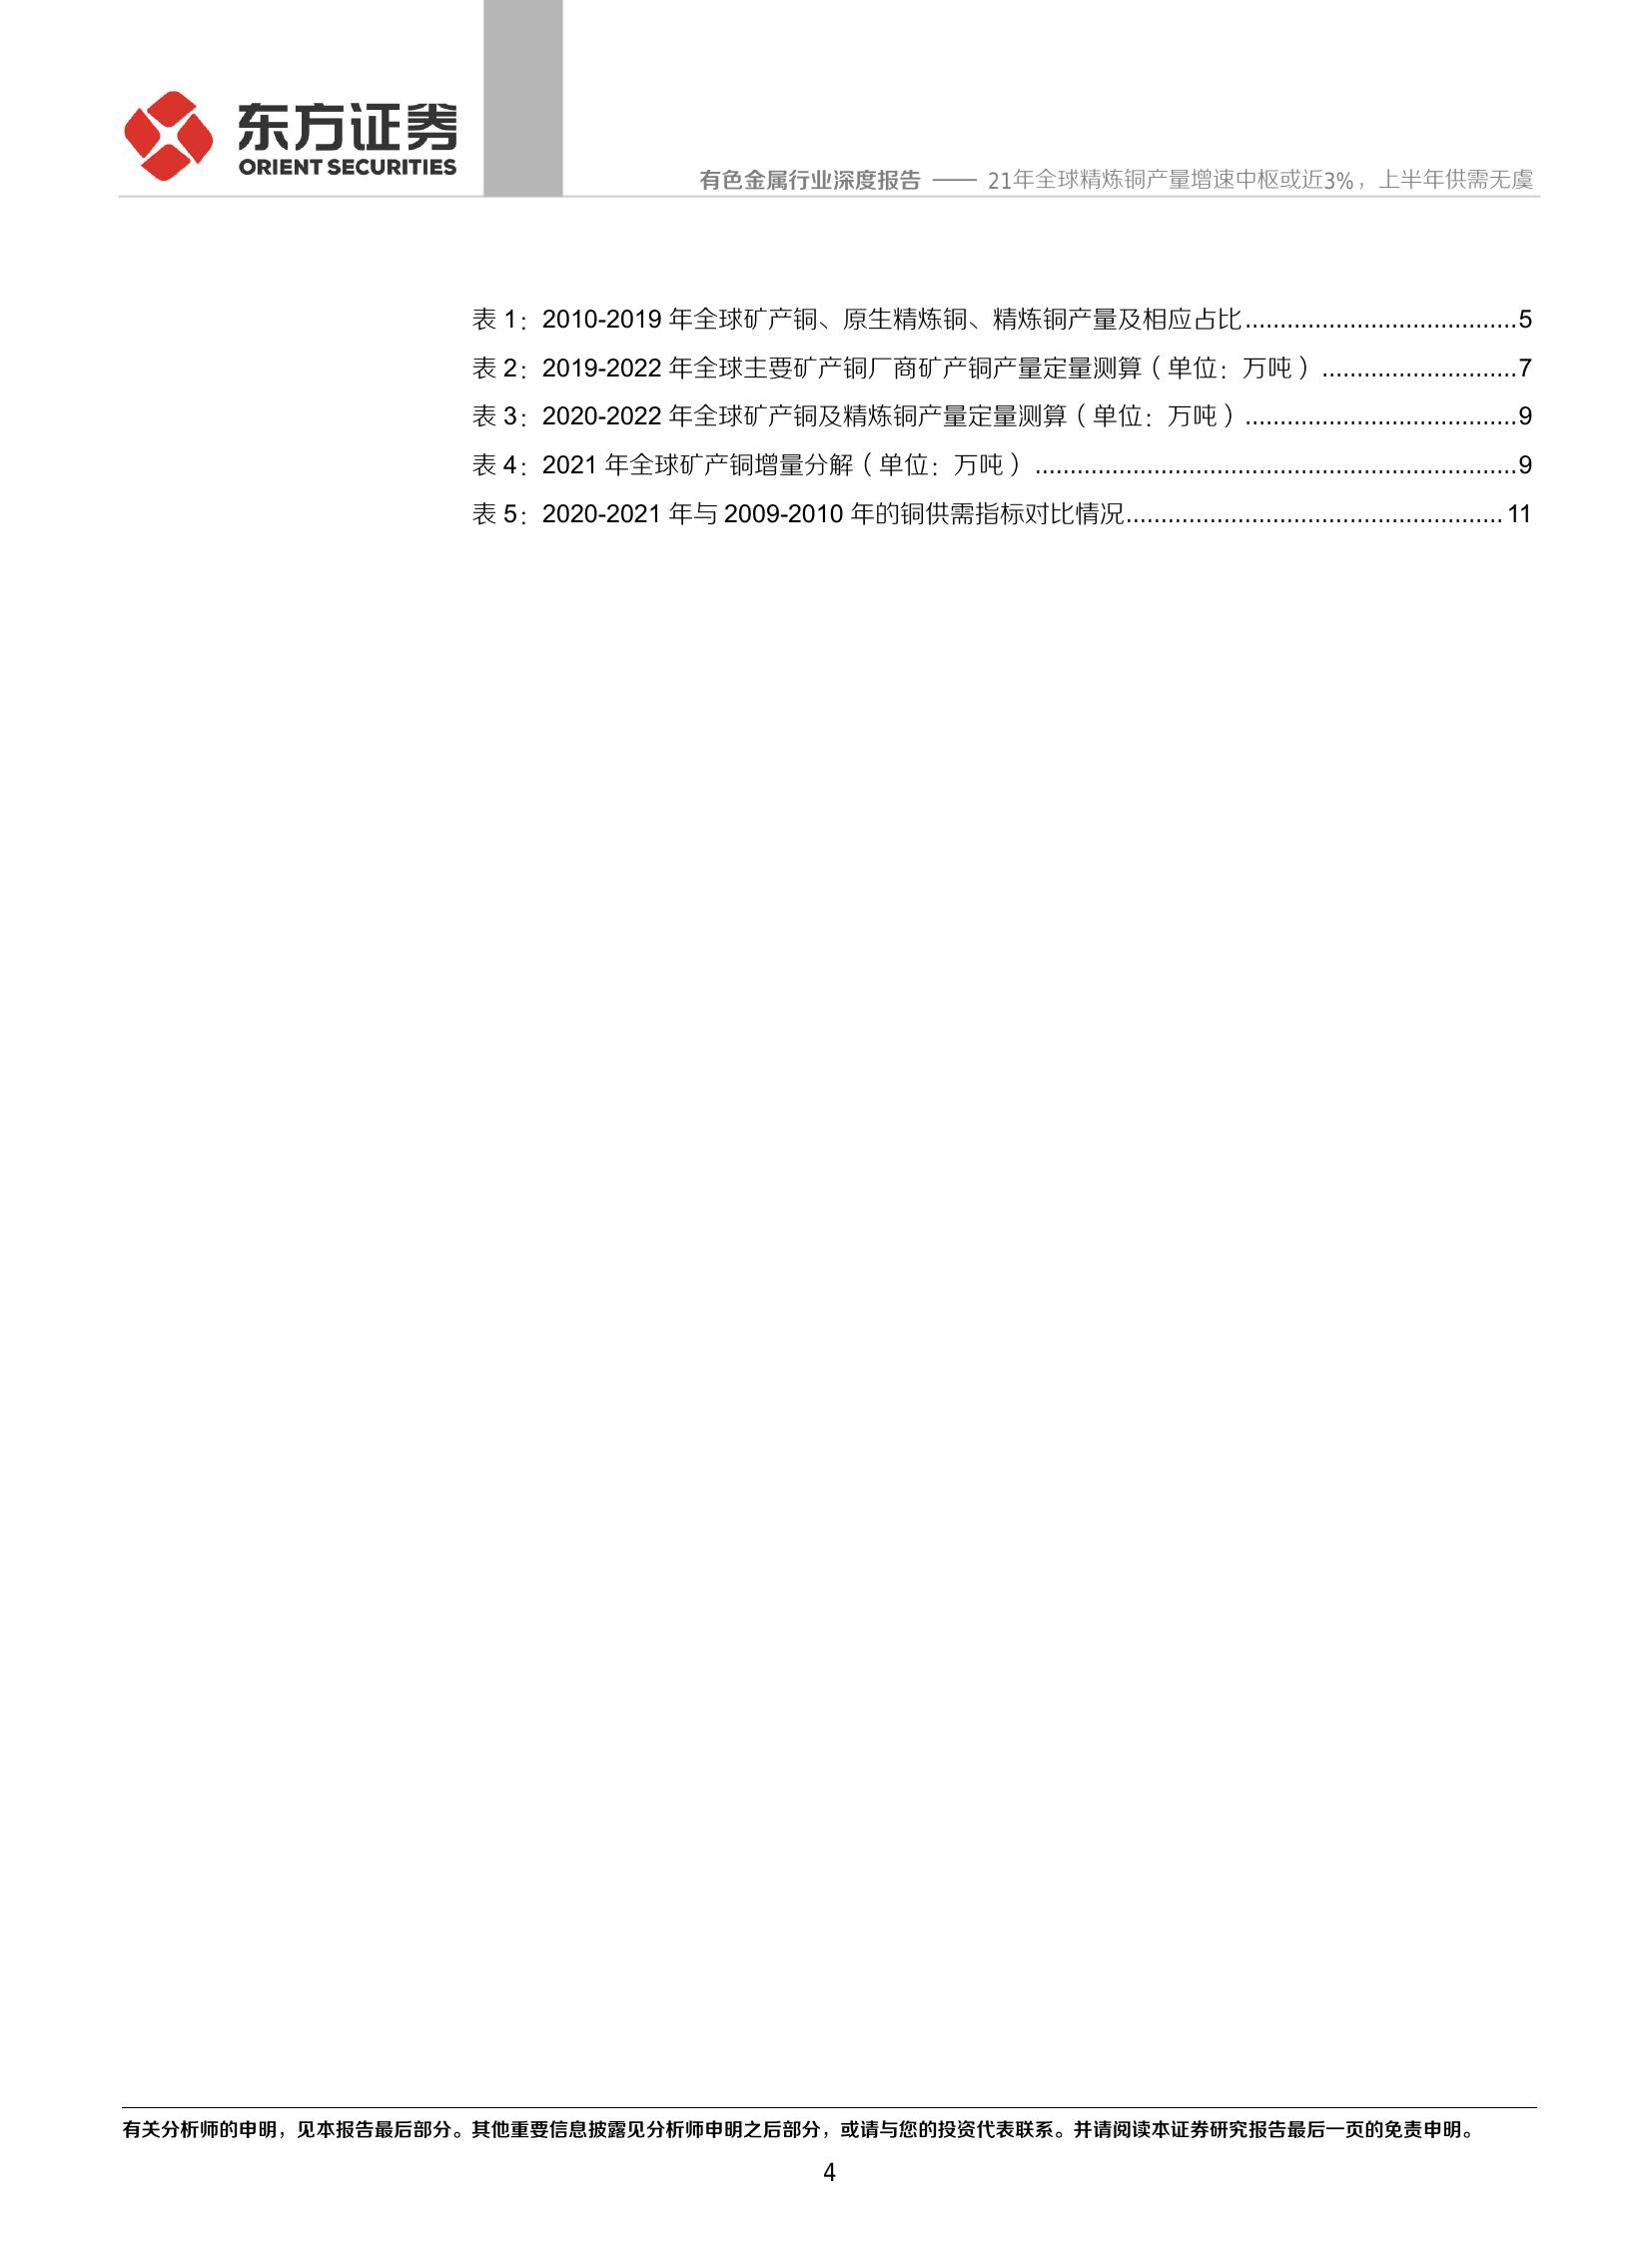 东方证券
ORIENT SECURITIES
有色金属行业深度报告 —— 21年全球精炼铜产量增速中枢或近3%，上半年供需无虞
表 1：2010-2019 年全球矿产铜、原生精炼铜、精炼铜产量及相应占比.......................................5
表 2：2019-2022 年全球主要矿产铜厂商矿产铜产量定量测算（单位：万吨）............................7
表 3：2020-2022 年全球矿产铜及精炼铜产量定量测算（单位：万吨）.......................................9
表 4：2021 年全球矿产铜增量分解（单位：万吨）.....................................................................9
表 5：2020-2021 年与 2009-2010 年的铜供需指标对比情况...................................................... 11
有关分析师的申明，见本报告最后部分。其他重要信息披露见分析师申明之后部分，或请与您的投资代表联系。并请阅读本证券研究报告最后一页的免责申明。
4